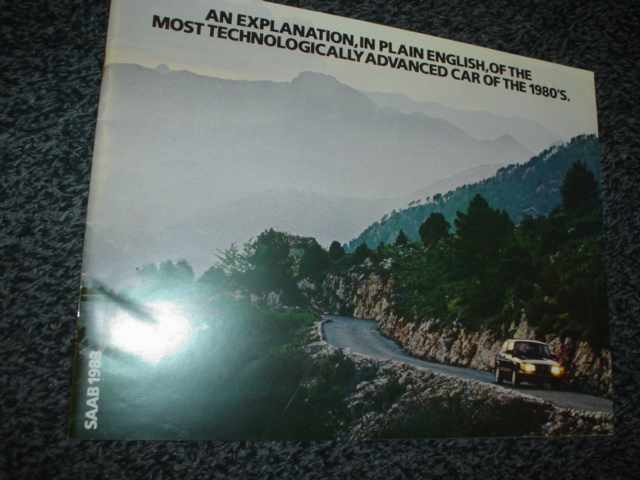 AN EXPLANATION, IN PLAIN ENGLISH, OF THE
MOST TECHNOLOGICALLY ADVANCED CAR OF THE 1980'S.
SAAB 1983